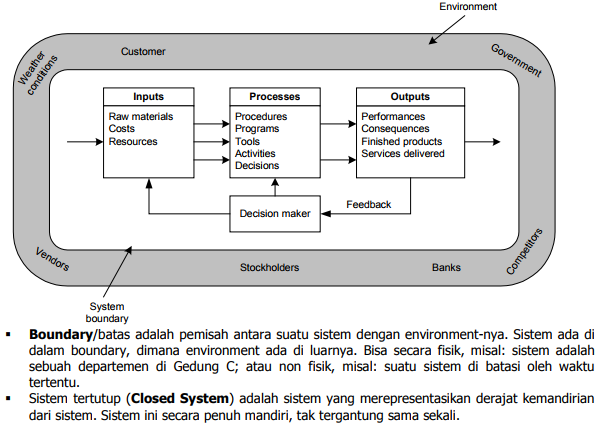 Environment
Customer
Weather
conditions
Government
Inputs
Raw materials
Costs
Resources
Processes
Procedures
Programs
Tools
Activities
Decisions
Outputs
Performances
Consequences
Finished products
Services delivered
Decision maker
Feedback
Vendors
Stockholders
Banks
Competitors
System
boundary
▪ Boundary/batas adalah pemisah antara suatu sistem dengan environment-nya. Sistem ada di
dalam boundary, dimana environment ada di luarnya. Bisa secara fisik, misal: sistem adalah
sebuah departemen di Gedung C; atau non fisik, misal: suatu sistem di batasi oleh waktu
tertentu.
▪ Sistem tertutup (Closed System) adalah sistem yang merepresentasikan derajat kemandirian
dari sistem. Sistem ini secara penuh mandiri, tak tergantung sama sekali.